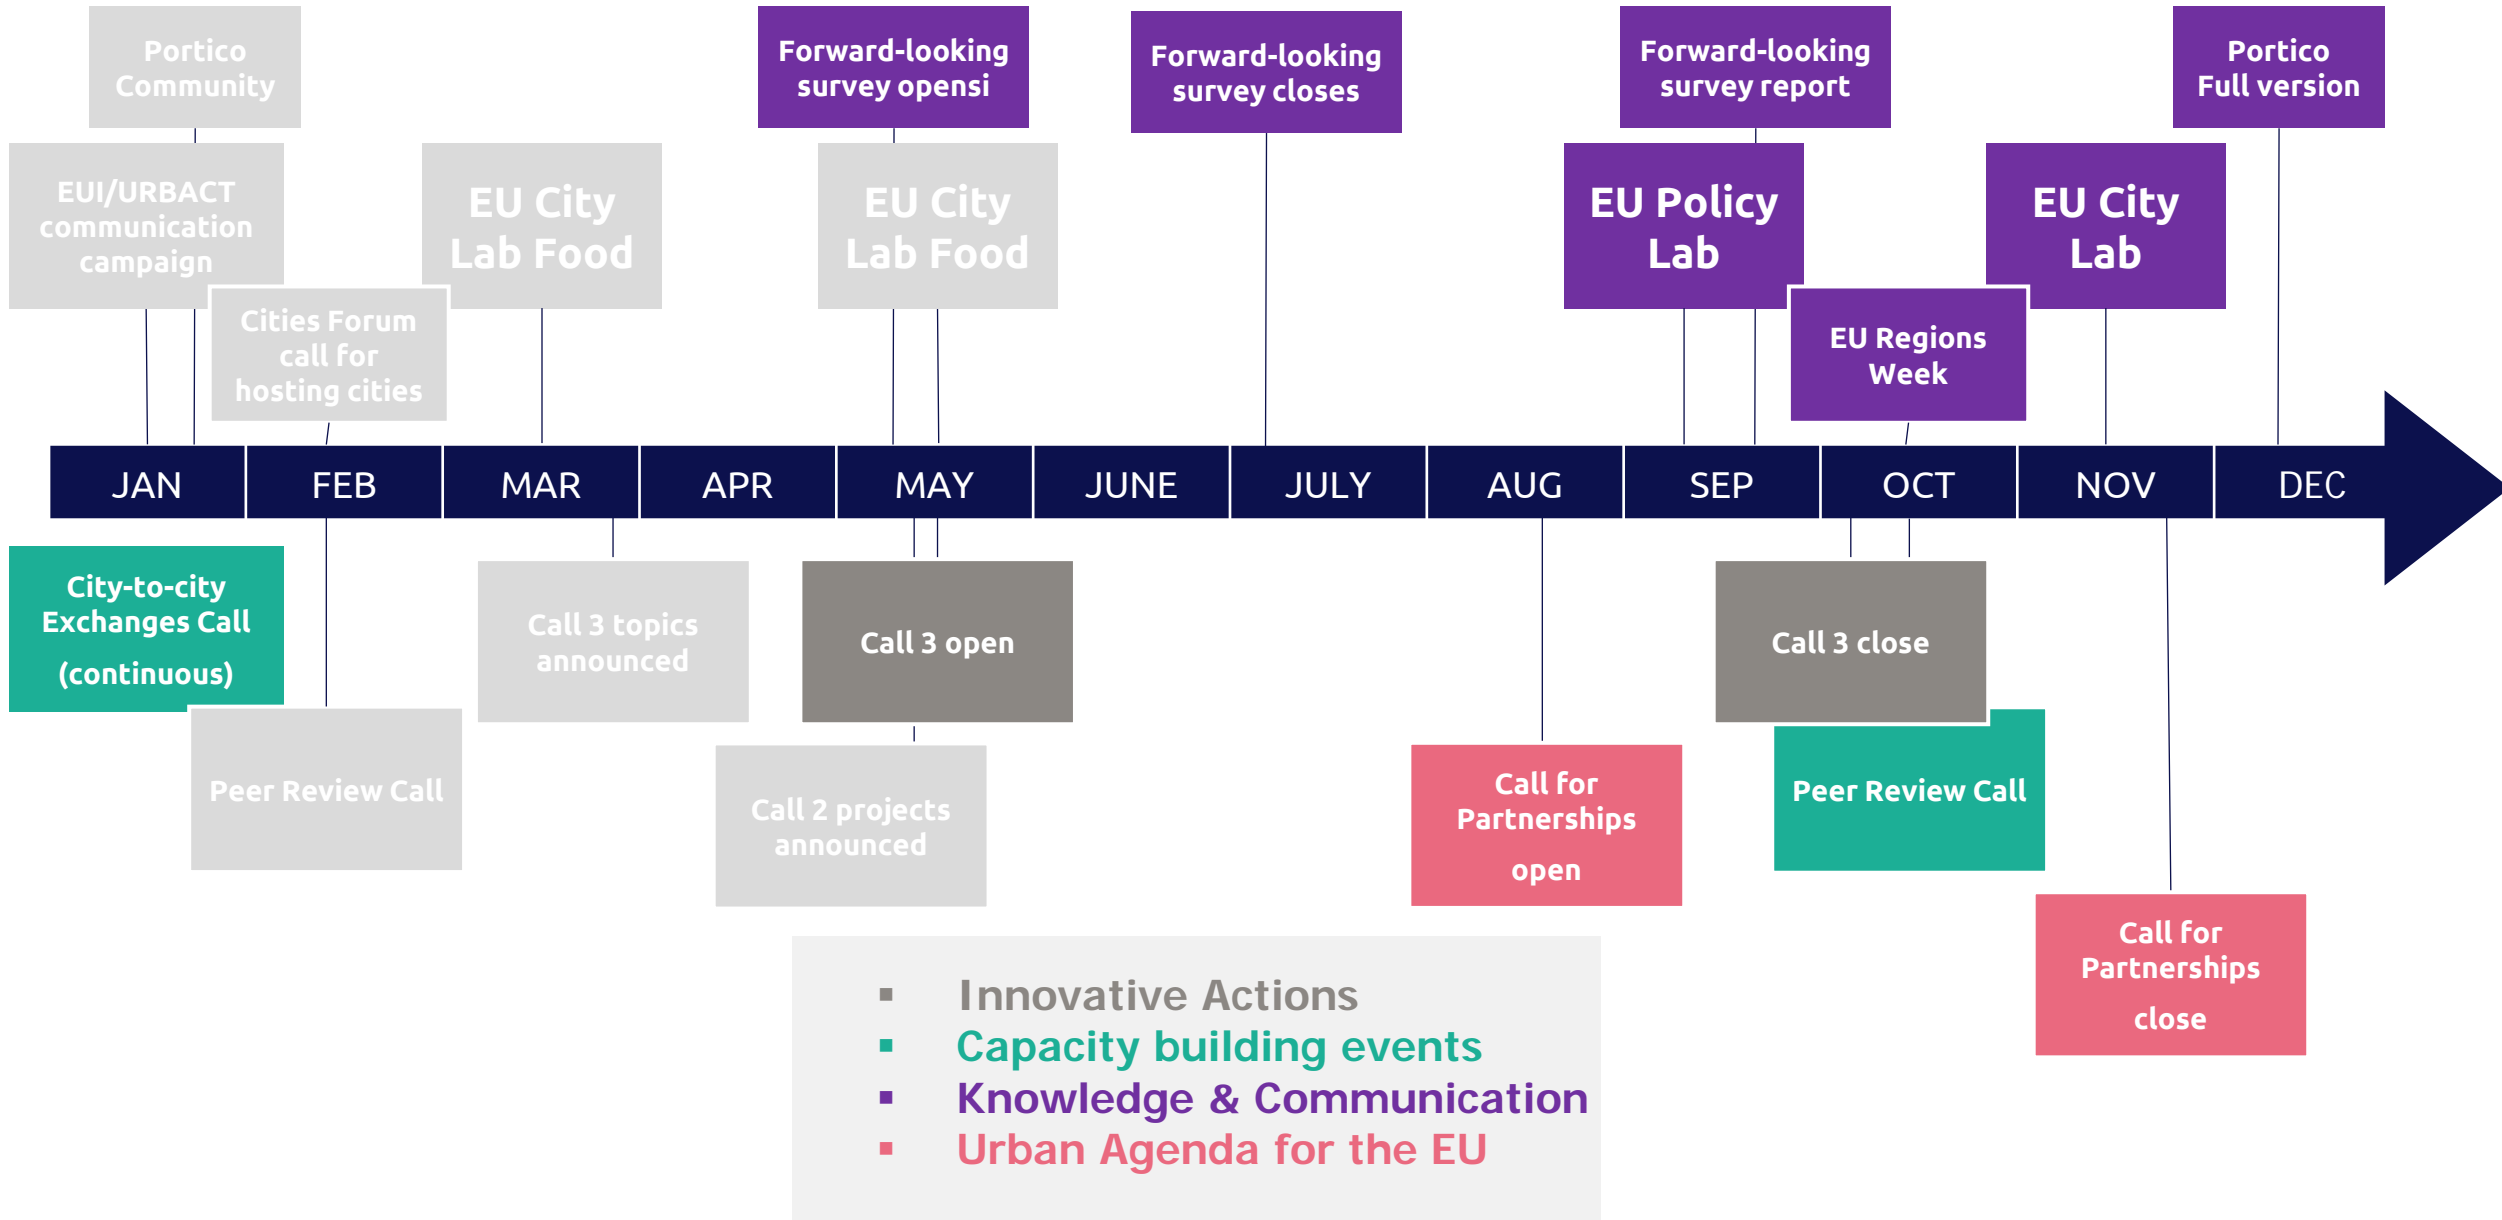 Portico
Community
Forward-looking
survey opensi
Forward-looking
survey closes
Forward-looking
survey report
Portico
Full version
EUI/URBACT
communication
campaign
EU City
Lab Food
EU City
Lab Food
EU Policy
Lab
EU City
Lab
Cities Forum
call for
hosting cities
EU Regions
Week
JAN
FEB
MAR
APR
MAY
JUNE
JULY
AUG
SEP
OCT
NOV
DEC
City-to-city
Exchanges Call
(continuous)
Call 3 topics
announced
Call 3 open
Call 3 close
Peer Review Call
Call 2 projects
announced
Call for
Partnerships
open
Peer Review Call
Call for
Partnerships
close
▪ Innovative Actions
▪ Capacity building events
▪ Knowledge & Communication
▪ Urban Agenda for the EU